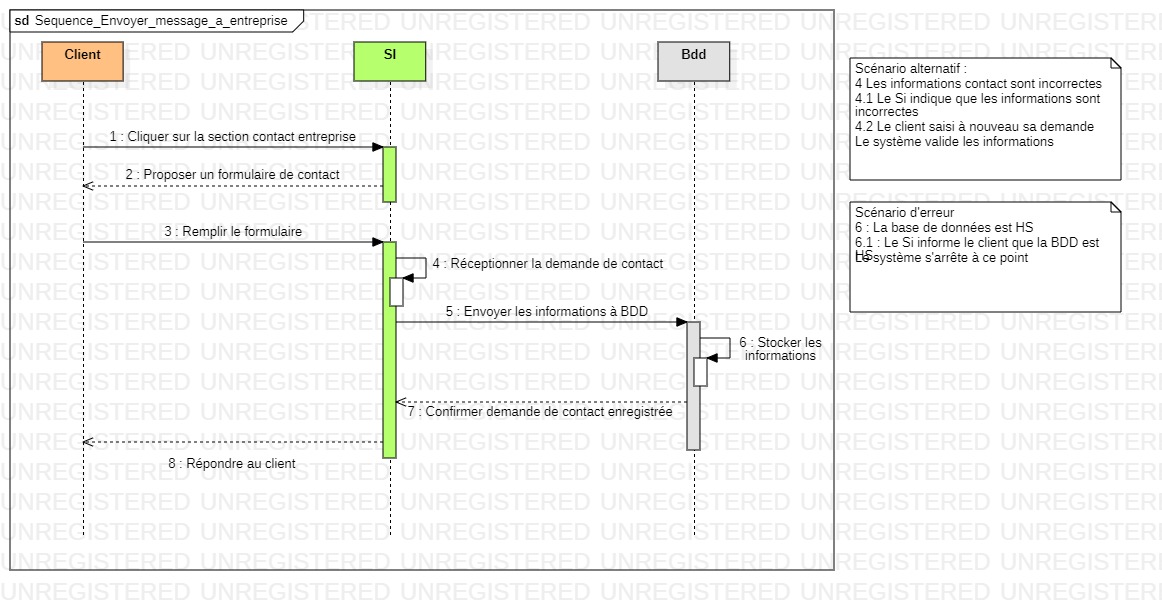 sd Sequence_Envoyer_message_a_entreprise
Client
SI
Bdd
1 : Cliquer sur la section contact entreprise
2 : Proposer un formulaire de contact
3 : Remplir le formulaire
4 : Réceptionner la demande de contact
5 : Envoyer les informations à BDD
6 : Stocker les
informations
7 : Confirmer demande de contact enregistrée
8 : Répondre au client
Scénario alternatif :
4 Les informations contact sont incorrectes
4.1 Le Si indique que les informations sont
incorrectes
4.2 Le client saisi à nouveau sa demande
Le système valide les informations
Scénario d'erreur
6 : La base de données est HS
6.1 : Le Si informe le client que la BDD est
HS
Le système s'arrête à ce point
UNREGISTERED